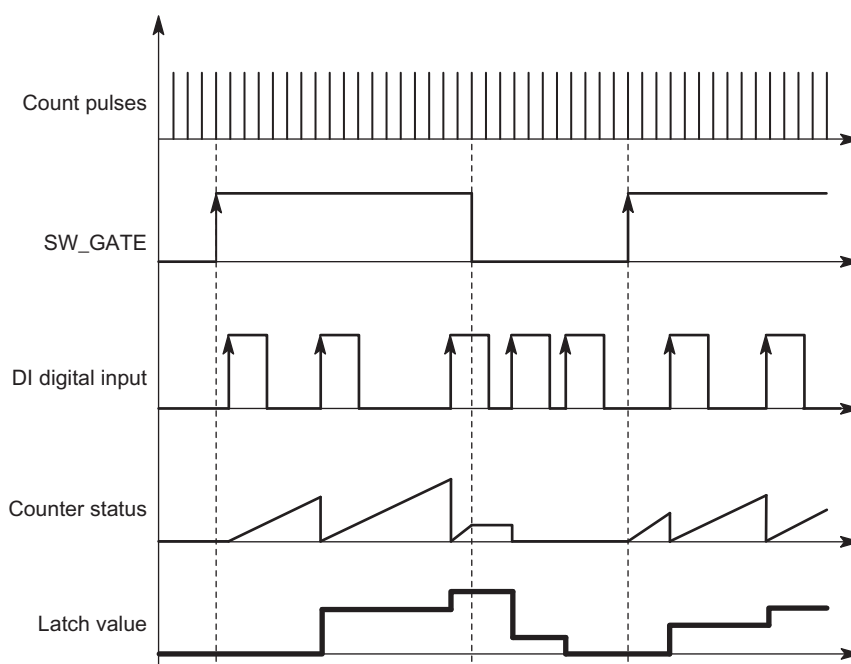 Count pulses
SW_GATE
DI digital input
Counter status
Latch value